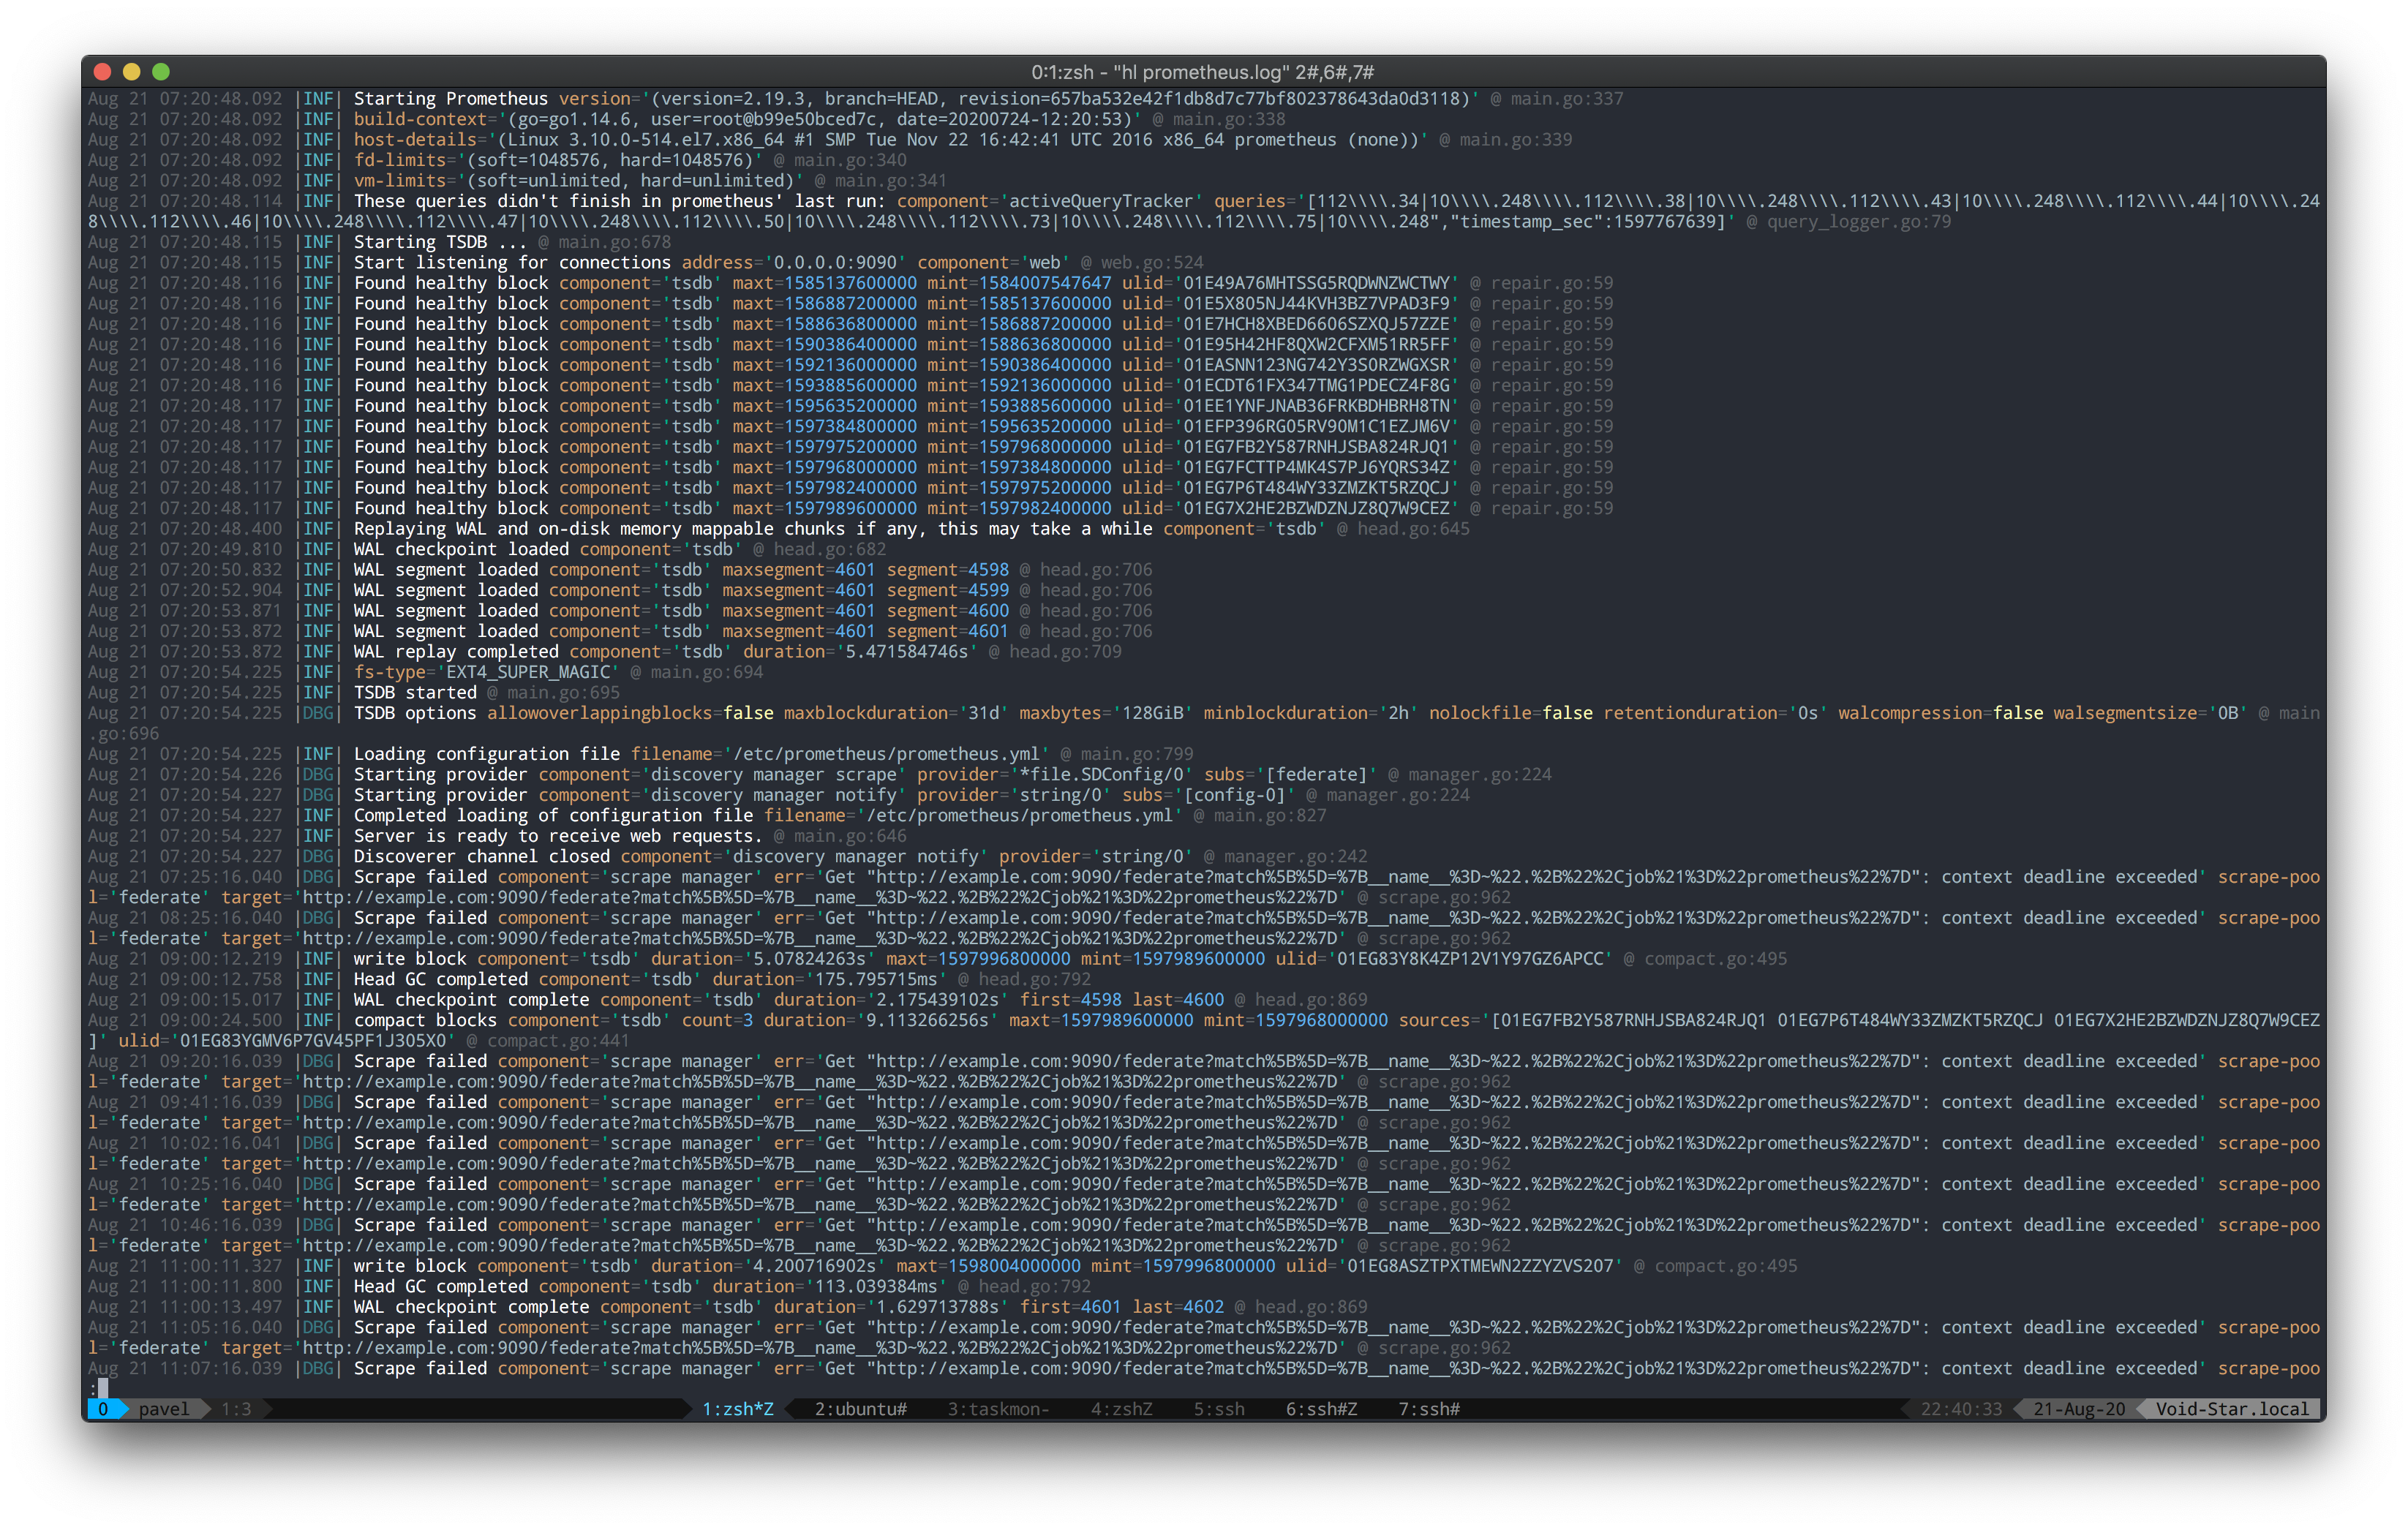 0:1:zsh - "hl prometheus.log" 2#,6#,7#
Aug 21 07:20:48.092 |INF| Starting Prometheus version='(version=2.19.3, branch=HEAD, revision=657ba532e42f1db8d7c77bf802378643da0d3118)' @ main.go:337
Aug 21 07:20:48.092 |INF| build-context='(go=go1.14.6, user=root@b99e50bced7c, date=20200724-12:20:53)' @ main.go:338
Aug 21 07:20:48.092 |INF| host-details='(Linux 3.10.0-514.el7.x86_64 #1 SMP Tue Nov 22 16:42:41 UTC 2016 x86_64 prometheus (none))' @ main.go:339
Aug 21 07:20:48.092 |INF| fd-limits='(soft=1048576, hard=1048576)' @ main.go:340
Aug 21 07:20:48.092 |INF| vm-limits='(soft=unlimited, hard=unlimited)' @ main.go:341
Aug 21 07:20:48.114 |INF| These queries didn't finish in prometheus' last run: component='activeQueryTracker' queries='[112\\\\.34|10\\\\.248\\\\.112\\\\.38|10\\\\.248\\\\.112\\\\.43|10\\\\.248\\\\.112\\\\.44|10\\\\.24
8\\\\.112\\\\.46|10\\\\.248\\\\.112\\\\.47|10\\\\.248\\\\.112\\\\.50|10\\\\.248\\\\.112\\\\.73|10\\\\.248\\\\.112\\\\.75|10\\\\.248","timestamp_sec":1597767639]' @ query_logger.go:79
Aug 21 07:20:48.115 |INF| Starting TSDB ... @ main.go:678
Aug 21 07:20:48.115 |INF| Start listening for connections address='0.0.0.0:9090' component='web' @ web.go:524
Aug 21 07:20:48.116 |INF| Found healthy block component='tsdb' maxt=1585137600000 mint=1584007547647 ulid='01E49A76MHTSSG5RQDWNZWCTWY' @ repair.go:59
Aug 21 07:20:48.116 |INF| Found healthy block component='tsdb' maxt=1586887200000 mint=1585137600000 ulid='01E5X805NJ44KVH3BZ7VPAD3F9' @ repair.go:59
Aug 21 07:20:48.116 |INF| Found healthy block component='tsdb' maxt=1588636800000 mint=1586887200000 ulid='01E7HCH8XBED6606SZXQJ57ZZE' @ repair.go:59
Aug 21 07:20:48.116 |INF| Found healthy block component='tsdb' maxt=1590386400000 mint=1588636800000 ulid='01E95H42HF8QXW2CFXM51RR5FF' @ repair.go:59
Aug 21 07:20:48.116 |INF| Found healthy block component='tsdb' maxt=1592136000000 mint=1590386400000 ulid='01EASNN123NG742Y3S0RZWGXSR' @ repair.go:59
Aug 21 07:20:48.116 |INF| Found healthy block component='tsdb' maxt=1593885600000 mint=1592136000000 ulid='01ECDT61FX347TMG1PDECZ4F8G' @ repair.go:59
Aug 21 07:20:48.117 |INF| Found healthy block component='tsdb' maxt=1595635200000 mint=1593885600000 ulid='01EE1YNFJNAB36FRKBDHBRH8TN' @ repair.go:59
Aug 21 07:20:48.117 |INF| Found healthy block component='tsdb' maxt=1597384800000 mint=1595635200000 ulid='01EFP396RG05RV90M1C1EZJM6V' @ repair.go:59
Aug 21 07:20:48.117 |INF| Found healthy block component='tsdb' maxt=1597975200000 mint=1597968000000 ulid='01EG7FB2Y587RNHJSBA824RJQ1' @ repair.go:59
Aug 21 07:20:48.117 |INF| Found healthy block component='tsdb' maxt=1597968000000 mint=1597384800000 ulid='01EG7FCTTP4MK4S7PJ6YQRS34Z' @ repair.go:59
Aug 21 07:20:48.117 |INF| Found healthy block component='tsdb' maxt=1597982400000 mint=1597975200000 ulid='01EG7P6T484WY33ZMZKT5RZQCJ' @ repair.go:59
Aug 21 07:20:48.117 |INF| Found healthy block component='tsdb' maxt=1597989600000 mint=1597982400000 ulid='01EG7X2HE2BZWDZNJZ8Q7W9CEZ' @ repair.go:59
Aug 21 07:20:48.400 |INF| Replaying WAL and on-disk memory mappable chunks if any, this may take a while component='tsdb' @ head.go:645
Aug 21 07:20:49.810 |INF| WAL checkpoint loaded component='tsdb' @ head.go:682
Aug 21 07:20:50.832 |INF| WAL segment loaded component='tsdb' maxsegment=4601 segment=4598 @ head.go:706
Aug 21 07:20:52.904 |INF| WAL segment loaded component='tsdb' maxsegment=4601 segment=4599 @ head.go:706
Aug 21 07:20:53.871 |INF| WAL segment loaded component='tsdb' maxsegment=4601 segment=4600 @ head.go:706
Aug 21 07:20:53.872 |INF| WAL segment loaded component='tsdb' maxsegment=4601 segment=4601 @ head.go:706
Aug 21 07:20:53.872 |INF| WAL replay completed component='tsdb' duration='5.471584746s' @ head.go:709
Aug 21 07:20:54.225 |INF| fs-type='EXT4_SUPER_MAGIC' @ main.go:694
Aug 21 07:20:54.225 |INF| TSDB started @ main.go:695
Aug 21 07:20:54.225 |DBG| TSDB options allowoverlappingblocks=false maxblockduration='31d' maxbytes='128GiB' minblockduration='2h' nolockfile=false retentionduration='0s' walcompression=false walsegmentsize='0B' @ main
.go:696
Aug 21 07:20:54.225 |INF| Loading configuration file filename='/etc/prometheus/prometheus.yml' @ main.go:799
Aug 21 07:20:54.226 |DBG| Starting provider component='discovery manager scrape' provider='*file.SDConfig/0' subs='[federate]' @ manager.go:224
Aug 21 07:20:54.227 |DBG| Starting provider component='discovery manager notify' provider='string/0' subs='[config-0]' @ manager.go:224
Aug 21 07:20:54.227 |INF| Completed loading of configuration file filename='/etc/prometheus/prometheus.yml' @ main.go:827
Aug 21 07:20:54.227 |INF| Server is ready to receive web requests. @ main.go:646
Aug 21 07:20:54.227 |DBG| Discoverer channel closed component='discovery manager notify' provider='string/0' @ manager.go:242
Aug 21 07:25:16.040 |DBG| Scrape failed component='scrape manager' err='Get "http://example.com:9090/federate?match%5B%5D=%7B__name__%3D~%22.%2B%22%2Cjob%21%3D%22prometheus%22%7D": context deadline exceeded' scrape-poo
l='federate' target='http://example.com:9090/federate?match%5B%5D=%7B__name__%3D~%22.%2B%22%2Cjob%21%3D%22prometheus%22%7D' @ scrape.go:962
Aug 21 08:25:16.040 |DBG| Scrape failed component='scrape manager' err='Get "http://example.com:9090/federate?match%5B%5D=%7B__name__%3D~%22.%2B%22%2Cjob%21%3D%22prometheus%22%7D": context deadline exceeded' scrape-poo
l='federate' target='http://example.com:9090/federate?match%5B%5D=%7B__name__%3D~%22.%2B%22%2Cjob%21%3D%22prometheus%22%7D' @ scrape.go:962
Aug 21 09:00:12.219 |INF| write block component='tsdb' duration='5.07824263s' maxt=1597996800000 mint=1597989600000 ulid='01EG83Y8K4ZP12V1Y97GZ6APCC' @ compact.go:495
Aug 21 09:00:12.758 |INF| Head GC completed component='tsdb' duration='175.795715ms' @ head.go:792
Aug 21 09:00:15.017 |INF| WAL checkpoint complete component='tsdb' duration='2.175439102s' first=4598 last=4600 @ head.go:869
Aug 21 09:00:24.500 |INF| compact blocks component='tsdb' count=3 duration='9.113266256s' maxt=1597989600000 mint=1597968000000 sources='[01EG7FB2Y587RNHJSBA824RJQ1 01EG7P6T484WY33ZMZKT5RZQCJ 01EG7X2HE2BZWDZNJZ8Q7W9CEZ
]' ulid='01EG83YGMV6P7GV45PF1J305X0' @ compact.go:441
Aug 21 09:20:16.039 |DBG| Scrape failed component='scrape manager' err='Get "http://example.com:9090/federate?match%5B%5D=%7B__name__%3D~%22.%2B%22%2Cjob%21%3D%22prometheus%22%7D": context deadline exceeded' scrape-poo
l='federate' target='http://example.com:9090/federate?match%5B%5D=%7B__name__%3D~%22.%2B%22%2Cjob%21%3D%22prometheus%22%7D' @ scrape.go:962
Aug 21 09:41:16.039 |DBG| Scrape failed component='scrape manager' err='Get "http://example.com:9090/federate?match%5B%5D=%7B__name__%3D~%22.%2B%22%2Cjob%21%3D%22prometheus%22%7D": context deadline exceeded' scrape-poo
l='federate' target='http://example.com:9090/federate?match%5B%5D=%7B__name__%3D~%22.%2B%22%2Cjob%21%3D%22prometheus%22%7D' @ scrape.go:962
Aug 21 10:02:16.041 |DBG| Scrape failed component='scrape manager' err='Get "http://example.com:9090/federate?match%5B%5D=%7B__name__%3D~%22.%2B%22%2Cjob%21%3D%22prometheus%22%7D": context deadline exceeded' scrape-poo
l='federate' target='http://example.com:9090/federate?match%5B%5D=%7B__name__%3D~%22.%2B%22%2Cjob%21%3D%22prometheus%22%7D' @ scrape.go:962
Aug 21 10:25:16.040 |DBG| Scrape failed component='scrape manager' err='Get "http://example.com:9090/federate?match%5B%5D=%7B__name__%3D~%22.%2B%22%2Cjob%21%3D%22prometheus%22%7D": context deadline exceeded' scrape-poo
l='federate' target='http://example.com:9090/federate?match%5B%5D=%7B__name__%3D~%22.%2B%22%2Cjob%21%3D%22prometheus%22%7D' @ scrape.go:962
Aug 21 10:46:16.039 |DBG| Scrape failed component='scrape manager' err='Get "http://example.com:9090/federate?match%5B%5D=%7B__name__%3D~%22.%2B%22%2Cjob%21%3D%22prometheus%22%7D": context deadline exceeded' scrape-poo
l='federate' target='http://example.com:9090/federate?match%5B%5D=%7B__name__%3D~%22.%2B%22%2Cjob%21%3D%22prometheus%22%7D' @ scrape.go:962
Aug 21 11:00:11.327 |INF| write block component='tsdb' duration='4.200716902s' maxt=1598004000000 mint=1597996800000 ulid='01EG8ASZTPXTMEWN2ZZYZVS207' @ compact.go:495
Aug 21 11:00:11.800 |INF| Head GC completed component='tsdb' duration='113.039384ms' @ head.go:792
Aug 21 11:00:13.497 |INF| WAL checkpoint complete component='tsdb' duration='1.629713788s' first=4601 last=4602 @ head.go:869
Aug 21 11:05:16.040 |DBG| Scrape failed component='scrape manager' err='Get "http://example.com:9090/federate?match%5B%5D=%7B__name__%3D~%22.%2B%22%2Cjob%21%3D%22prometheus%22%7D": context deadline exceeded' scrape-poo
l='federate' target='http://example.com:9090/federate?match%5B%5D=%7B__name__%3D~%22.%2B%22%2Cjob%21%3D%22prometheus%22%7D' @ scrape.go:962
Aug 21 11:07:16.039 |DBG| Scrape failed component='scrape manager' err='Get "http://example.com:9090/federate?match%5B%5D=%7B__name__%3D~%22.%2B%22%2Cjob%21%3D%22prometheus%22%7D": context deadline exceeded' scrape-poo
:
0 pavel 1:3 1:zsh*Z 2:ubuntu# 3:taskmon- 4:zshZ 5:ssh 6:ssh#Z 7:ssh# 22:40:33 21-Aug-20 Void-Star.local